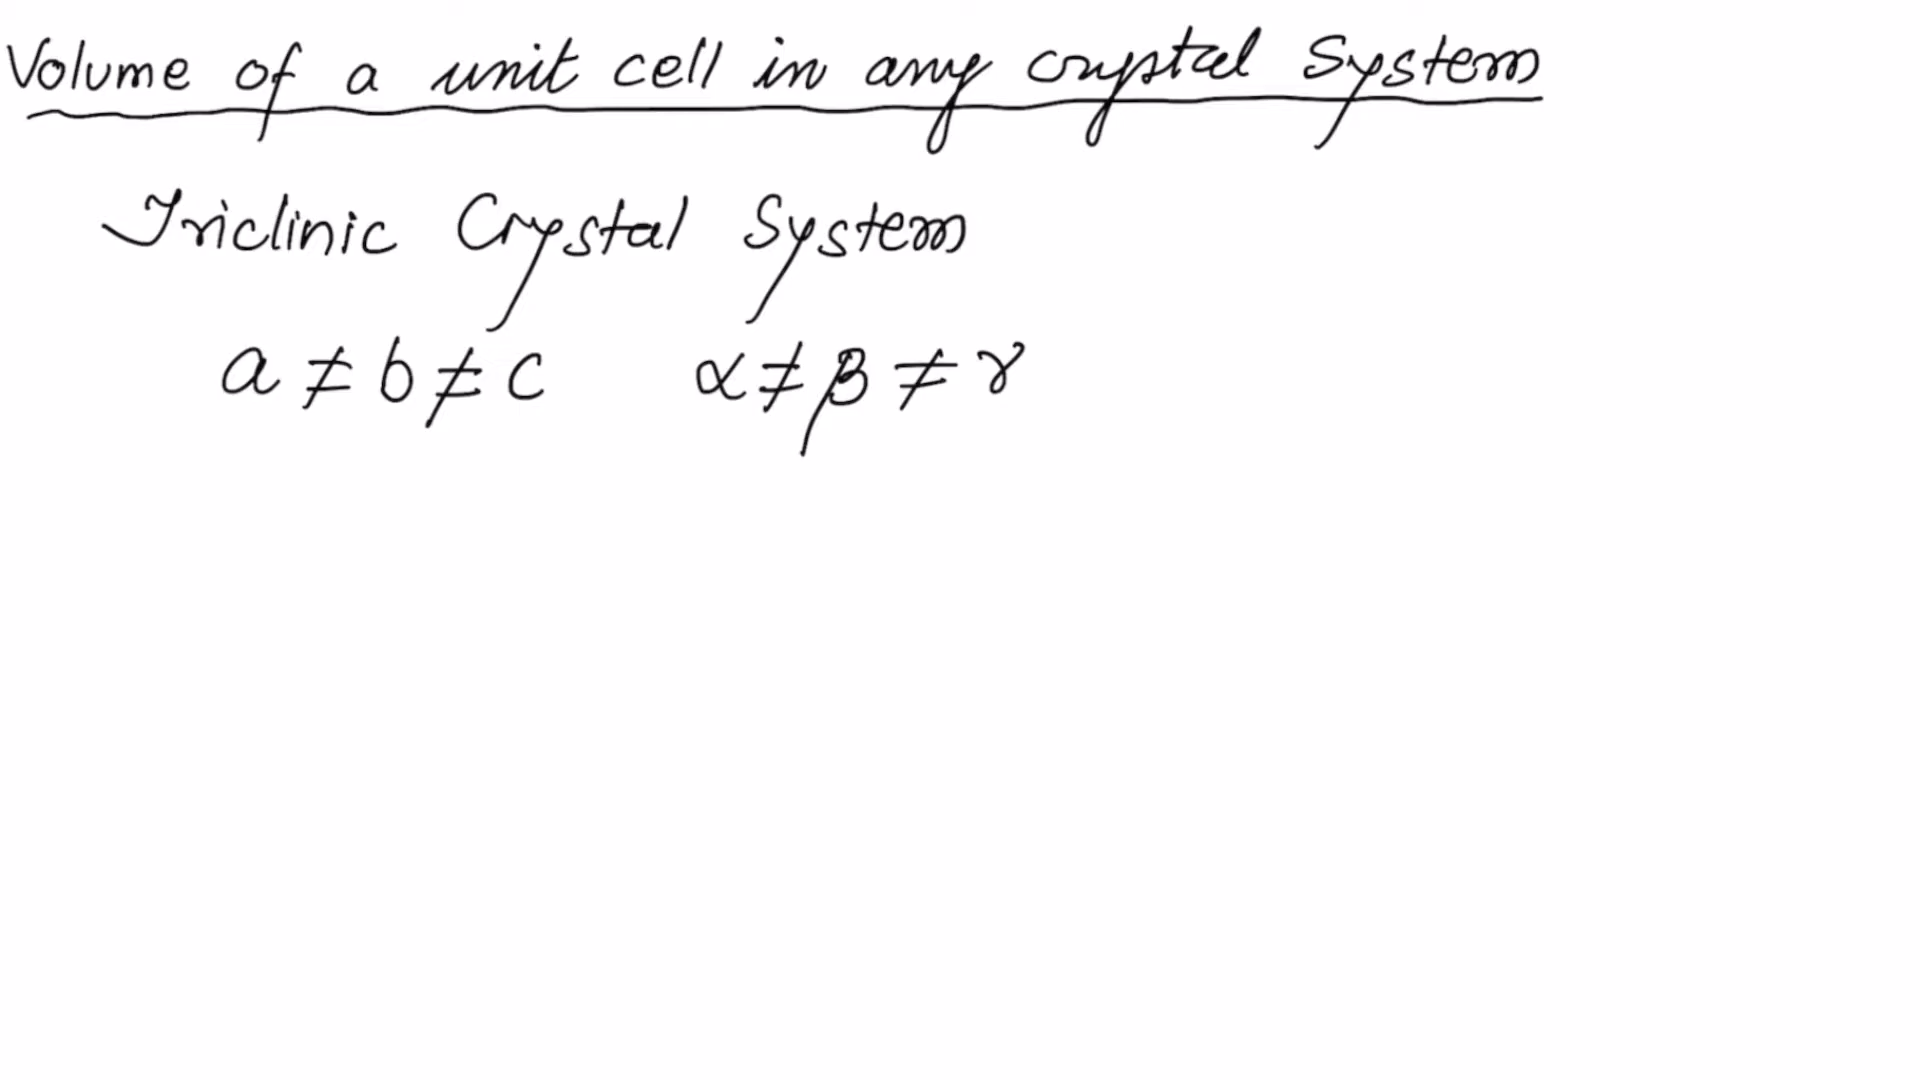 Volume of a unit cell in any crystal System
Triclinic Crystal System
a ≠ b ≠ c α ≠ β ≠ γ